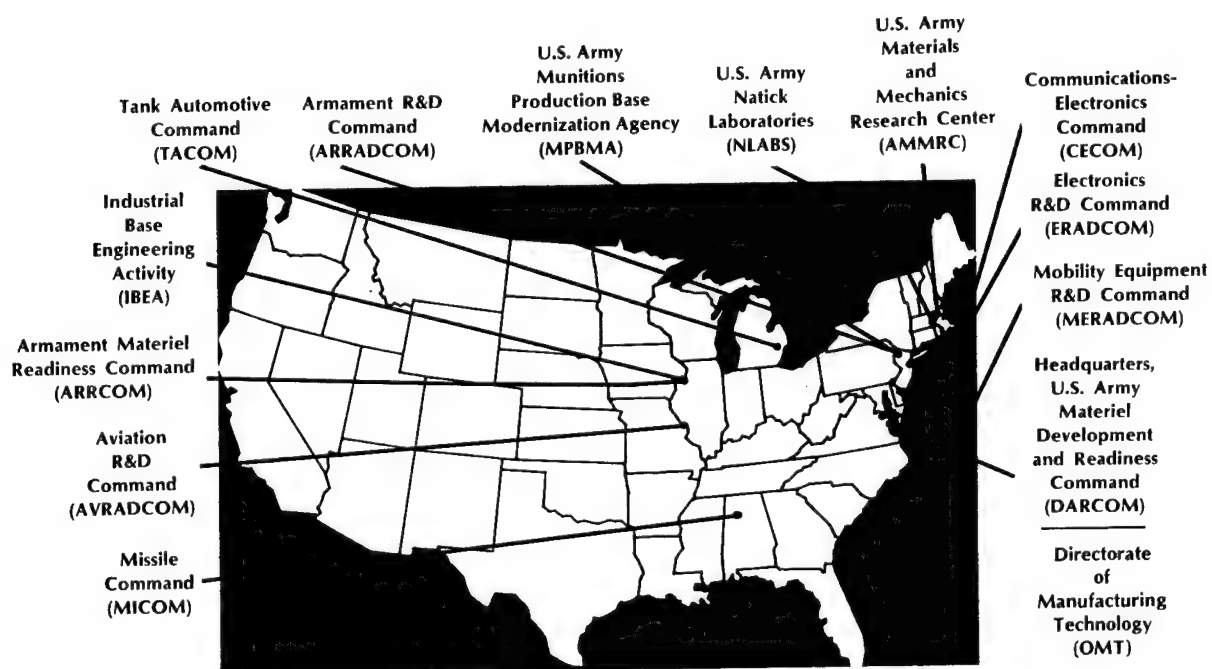 Tank Automotive
Command
(TACOM)
Armament R&D
Command
(ARRADCOM)
U.S. Army
Munitions
Production Base
Modernization Agency
(MPBMA)
U.S. Army
Natick
Laboratories
(NLABS)
U.S. Army
Materials
and
Mechanics
Research Center
(AMMRC)
Communications-
Electronics
Command
(CECOM)
Electronics
R&D Command
(ERADCOM)
Mobility Equipment
R&D Command
(MERADCOM)
Headquarters,
U.S. Army
Materiel
Development
and Readiness
Command
(DARCOM)
Directorate
of
Manufacturing
Technology
(OMT)
Industrial
Base
Engineering
Activity
(IBEA)
Armament Materiel
Readiness Command
(ARRCOM)
Aviation
R&D
Command
(AVRADCOM)
Missile
Command
(MICOM)